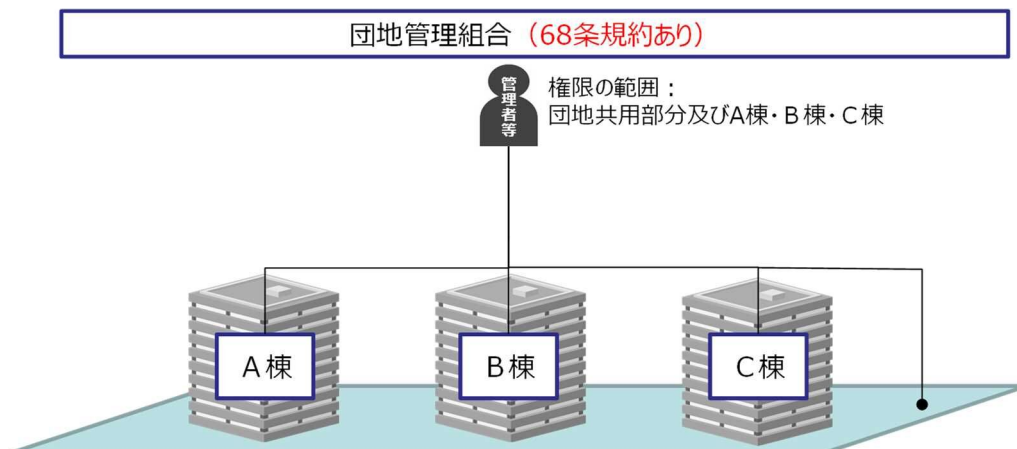 団地管理組合（68条規約あり）
管理者等
権限の範囲：
団地共用部分及びA棟・B棟・C棟
A棟
B棟
C棟